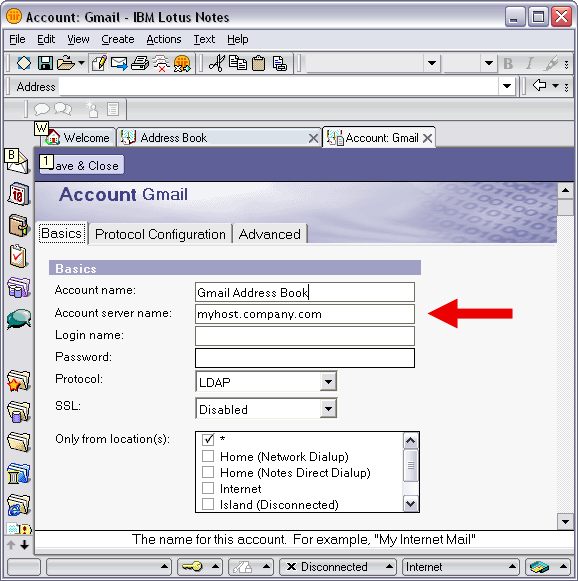 Account: Gmail - IBM Lotus Notes
File Edit View Create Actions Text Help
B I
Address
W Welcome Address Book Account: Gmail
B
1 ave & Close
18
Account Gmail
Basics Protocol Configuration Advanced
Basics
Account name: Gmail Address Book
Account server name: myhost.company.com
Login name:
Password:
Protocol: LDAP
SSL: Disabled
Only from location(s): *
Home (Network Dialup)
Home (Notes Direct Dialup)
Internet
Island (Disconnected)
The name for this account. For example, "My Internet Mail"
Disconnected Internet